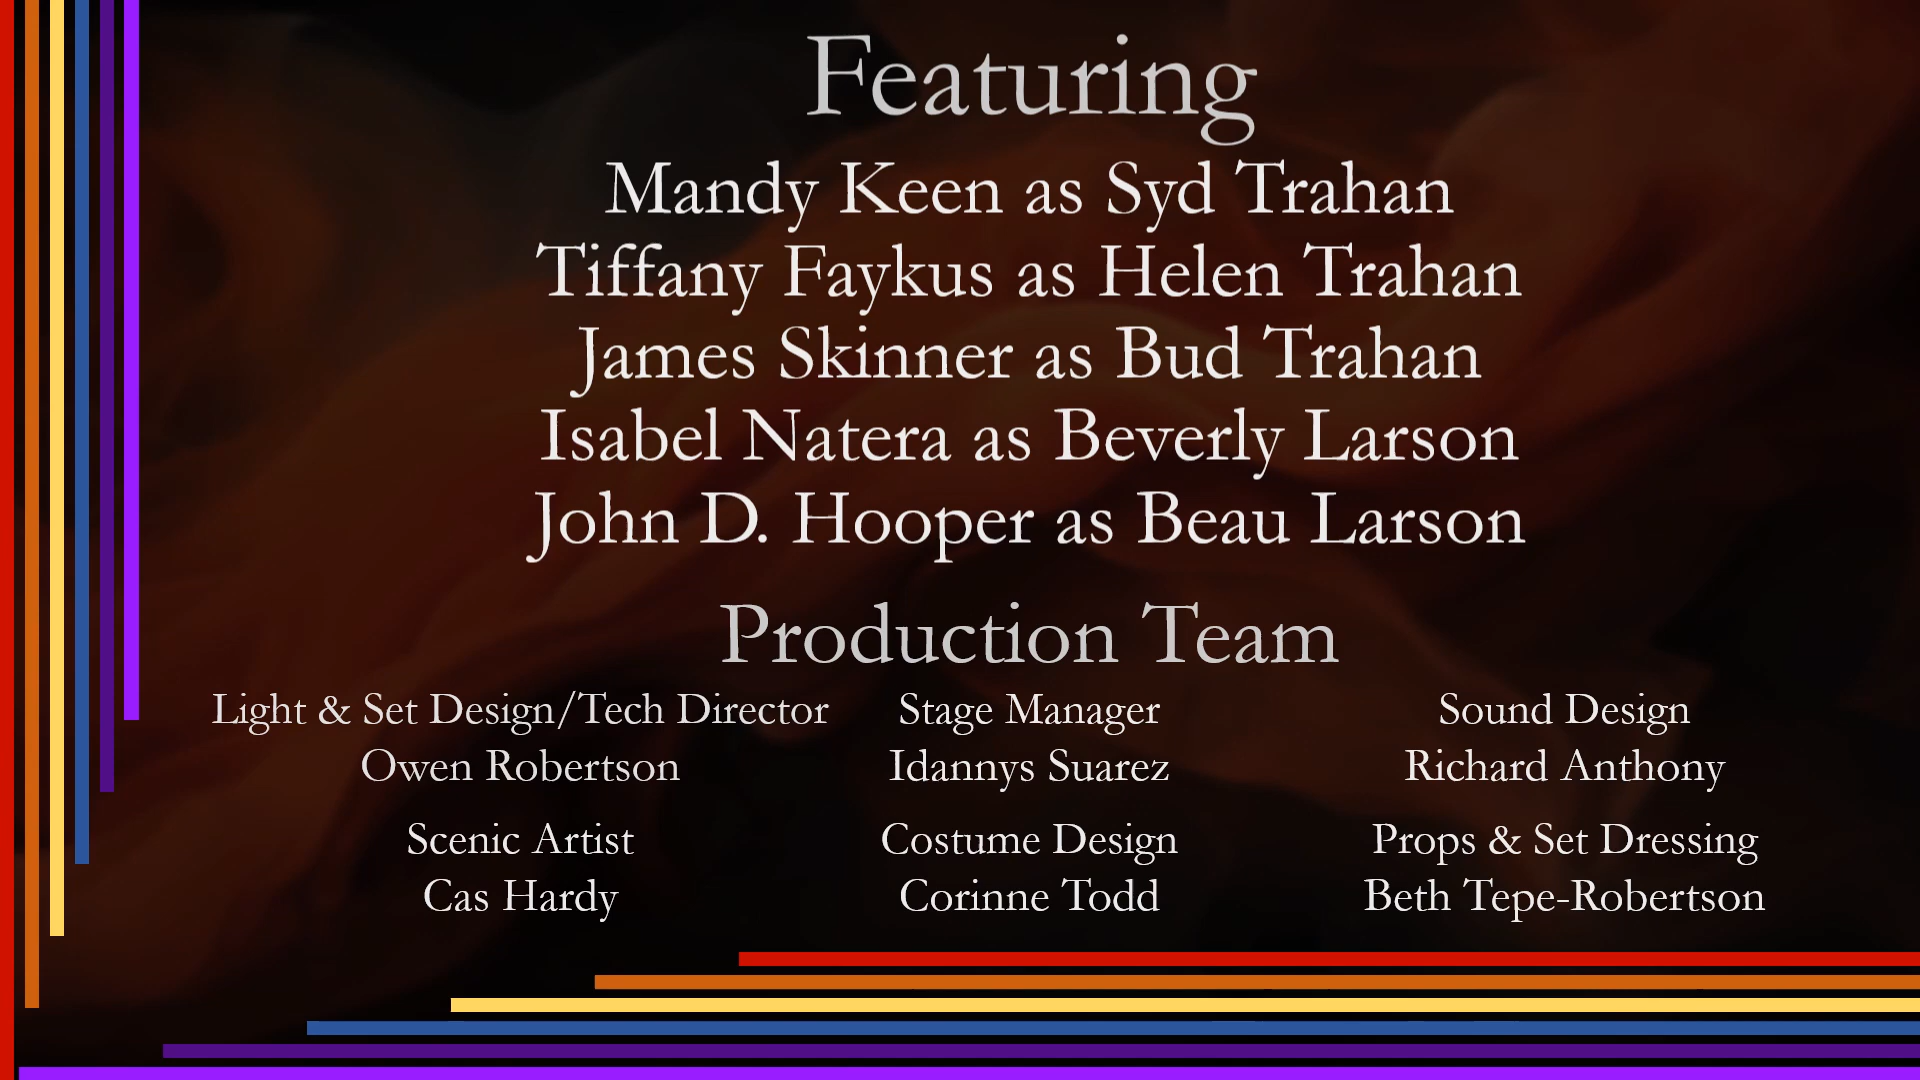 Featuring
Mandy Keen as Syd Trahan
Tiffany Faykus as Helen Trahan
James Skinner as Bud Trahan
Isabel Natera as Beverly Larson
John D. Hooper as Beau Larson
Production Team
Light & Set Design/Tech Director
Owen Robertson
Stage Manager
Idannys Suarez
Sound Design
Richard Anthony
Scenic Artist
Cas Hardy
Costume Design
Corinne Todd
Props & Set Dressing
Beth Tepe-Robertson